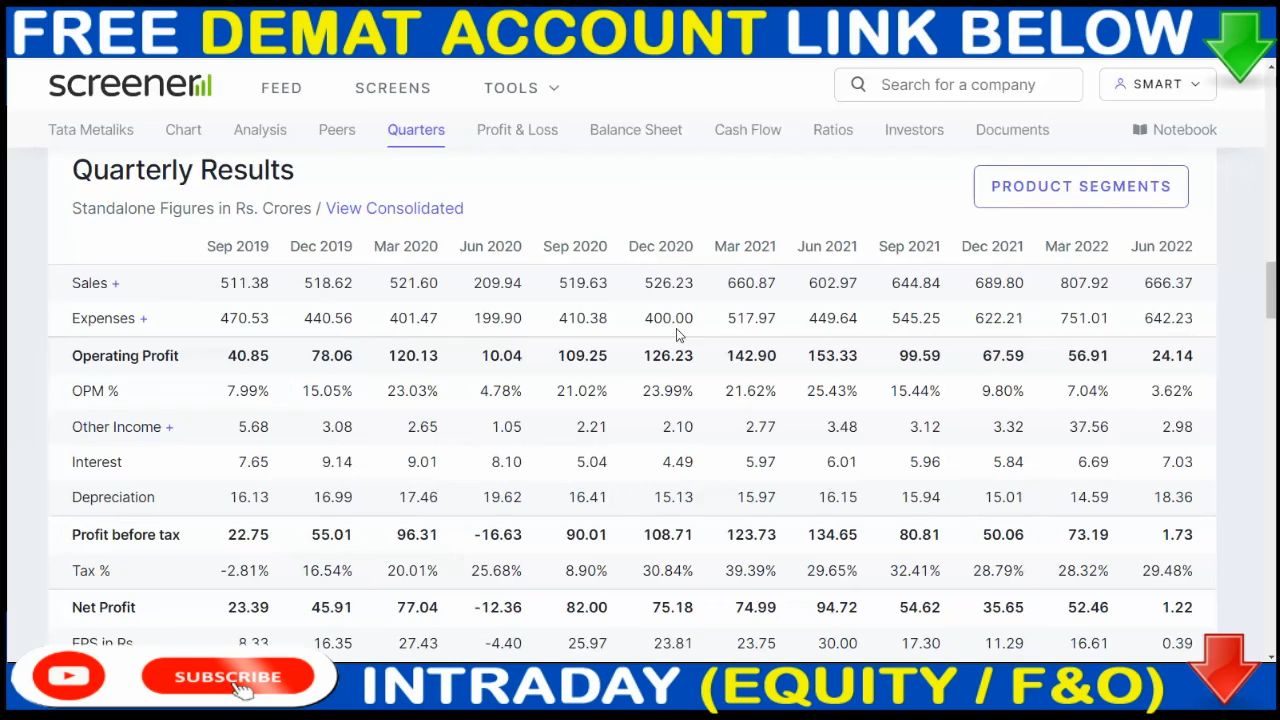 FREE DEMAT ACCOUNT LINK BELOW
screener FEED SCREENS TOOLS Search for a company SMART
Tata Metaliks Chart Analysis Peers Quarters Profit & Loss Balance Sheet Cash Flow Ratios Investors Documents Notebook
Quarterly Results PRODUCT SEGMENTS
Standalone Figures in Rs. Crores / View Consolidated
Sep 2019 Dec 2019 Mar 2020 Jun 2020 Sep 2020 Dec 2020 Mar 2021 Jun 2021 Sep 2021 Dec 2021 Mar 2022 Jun 2022
Sales + 511.38 518.62 521.60 209.94 519.63 526.23 660.87 602.97 644.84 689.80 807.92 666.37
Expenses + 470.53 440.56 401.47 199.90 410.38 400.00 517.97 449.64 545.25 622.21 751.01 642.23
Operating Profit 40.85 78.06 120.13 10.04 109.25 126.23 142.90 153.33 99.59 67.59 56.91 24.14
OPM % 7.99% 15.05% 23.03% 4.78% 21.02% 23.99% 21.62% 25.43% 15.44% 9.80% 7.04% 3.62%
Other Income + 5.68 3.08 2.65 1.05 2.21 2.10 2.77 3.48 3.12 3.32 37.56 2.98
Interest 7.65 9.14 9.01 8.10 5.04 4.49 5.97 6.01 5.96 5.84 6.69 7.03
Depreciation 16.13 16.99 17.46 19.62 16.41 15.13 15.97 16.15 15.94 15.01 14.59 18.36
Profit before tax 22.75 55.01 96.31 -16.63 90.01 108.71 123.73 134.65 80.81 50.06 73.19 1.73
Tax % -2.81% 16.54% 20.01% 25.68% 8.90% 30.84% 39.39% 29.65% 32.41% 28.79% 28.32% 29.48%
Net Profit 23.39 45.91 77.04 -12.36 82.00 75.18 74.99 94.72 54.62 35.65 52.46 1.22
EPS in Rs 8.33 16.35 27.43 -4.40 25.97 23.81 23.75 30.00 17.30 11.29 16.61 0.39
SUBSCRIBE
INTRADAY (EQUITY / F&O)